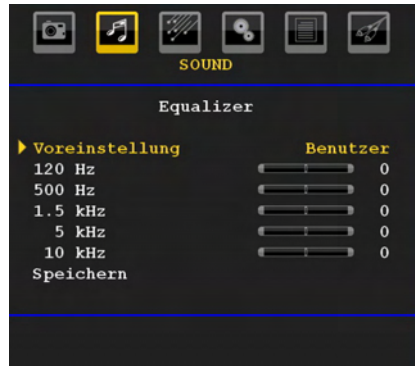 SOUND
Equalizer
Voreinstellung Benutzer
120 Hz 0
500 Hz 0
1.5 kHz 0
5 kHz 0
10 kHz 0
Speichern